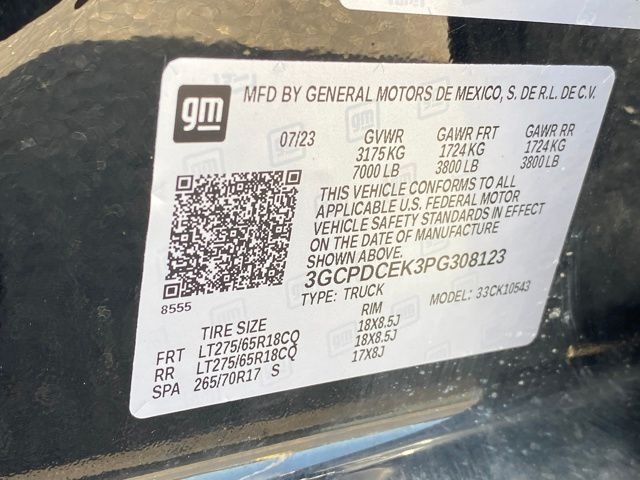 gm
MFD BY GENERAL MOTORS DE MEXICO, S. DE R.L. DE C.V.
07/23 GVWR GAWR FRT GAWR RR
3175 KG 1724 KG 1724 KG
7000 LB 3800 LB 3800 LB
THIS VEHICLE CONFORMS TO ALL
APPLICABLE U.S. FEDERAL MOTOR
VEHICLE SAFETY STANDARDS IN EFFECT
ON THE DATE OF MANUFACTURE
SHOWN ABOVE.
3GCPDCEK3PG308123
8555
TYPE: TRUCK MODEL: 33CK10543
TIRE SIZE RIM
FRT LT275/65R18CQ 18X8.5J
RR LT275/65R18CQ 18X8.5J
SPA 265/70R17 S 17X8J